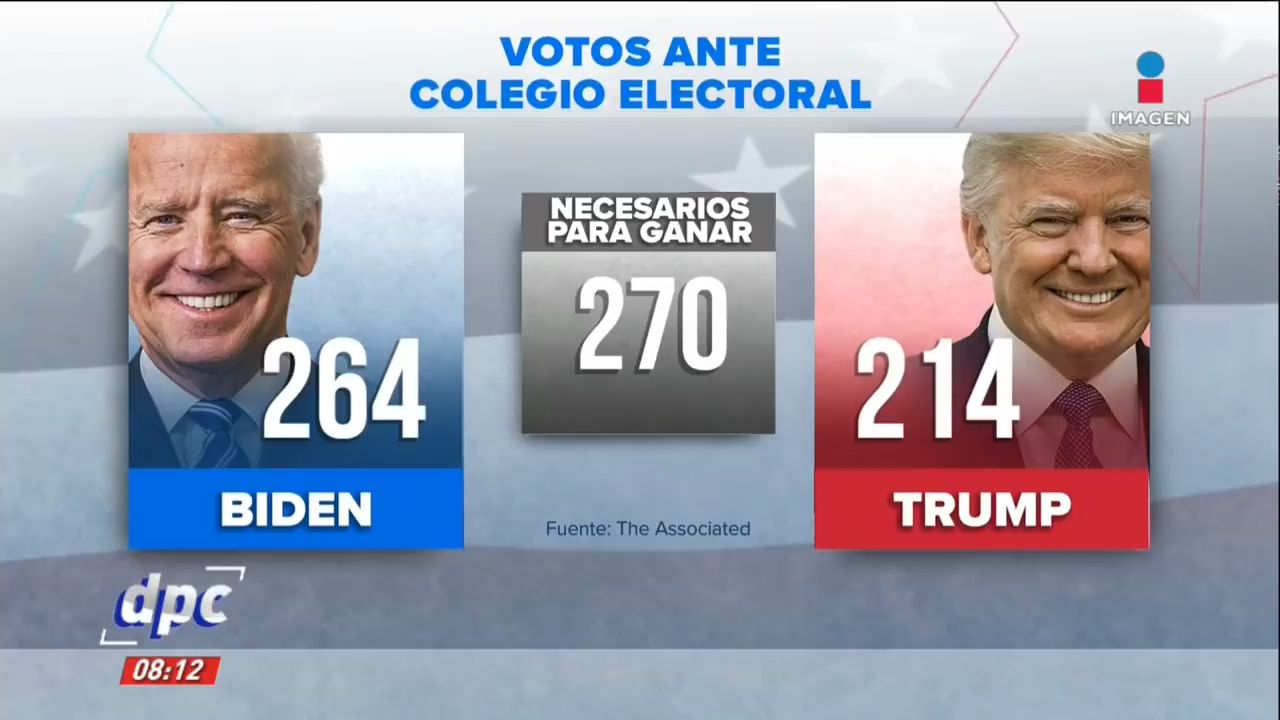 VOTOS ANTE
COLEGIO ELECTORAL
IMAGEN
NECESARIOS
PARA GANAR
270
264
214
BIDEN
TRUMP
Fuente: The Associated
dpc
08:12